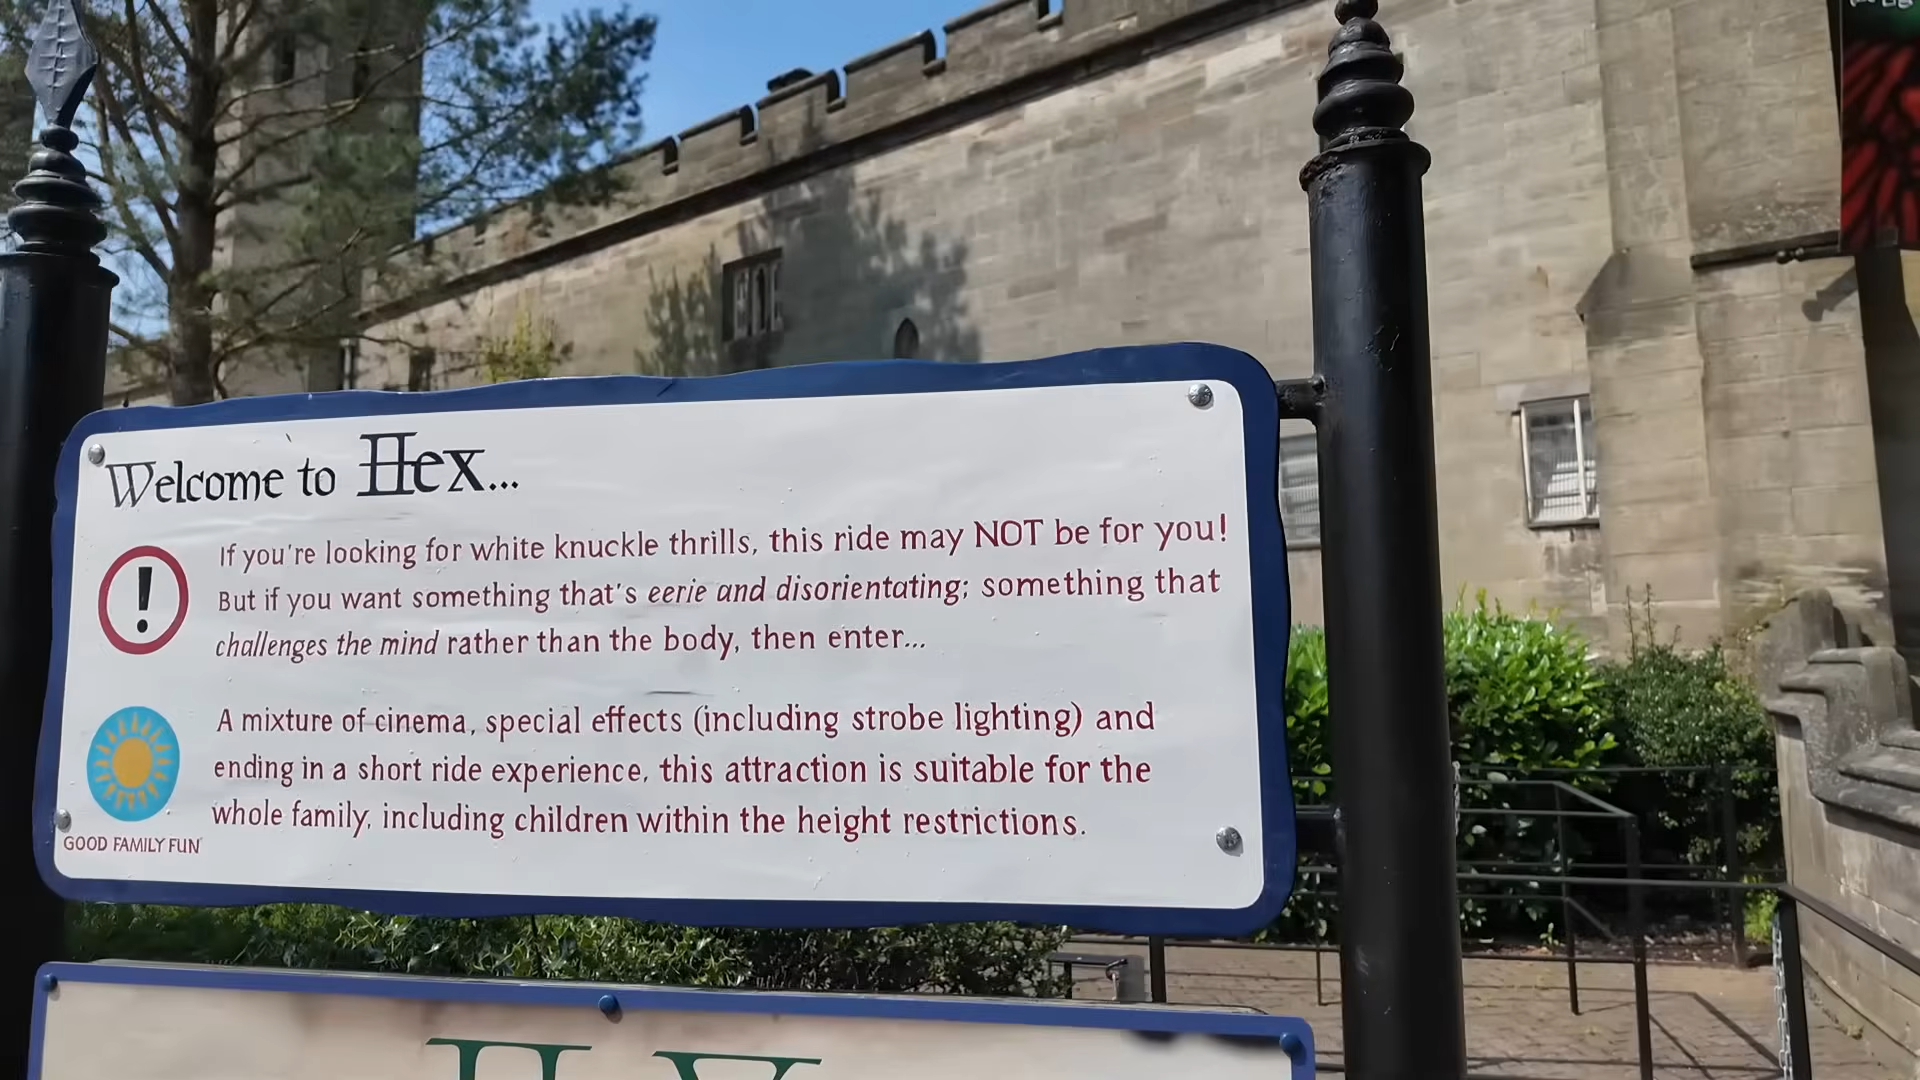 Welcome to Hex...
If you're looking for white knuckle thrills, this ride may NOT be for you!
But if you want something that's eerie and disorientating; something that
challenges the mind rather than the body, then enter...
A mixture of cinema, special effects (including strobe lighting) and
ending in a short ride experience, this attraction is suitable for the
whole family, including children within the height restrictions.
GOOD FAMILY FUN